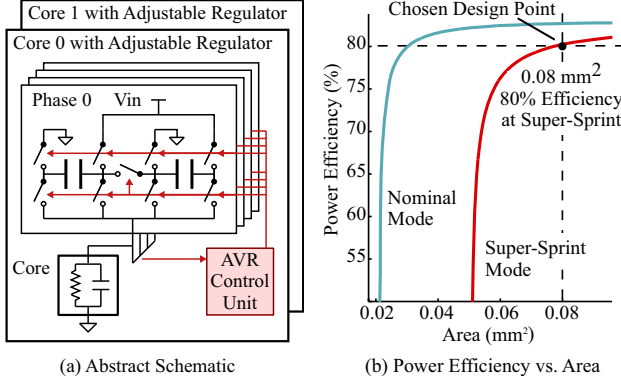 Core 1 with Adjustable Regulator
Core 0 with Adjustable Regulator
Phase 0
Vin
Core
AVR
Control
Unit
(a) Abstract Schematic
Chosen Design Point
Power Efficiency (%)
80
75
70
65
60
55
0.08 mm²
80% Efficiency
at Super-Sprint
Nominal
Mode
Super-Sprint
Mode
0.02 0.04 0.06 0.08
Area (mm²)
(b) Power Efficiency vs. Area